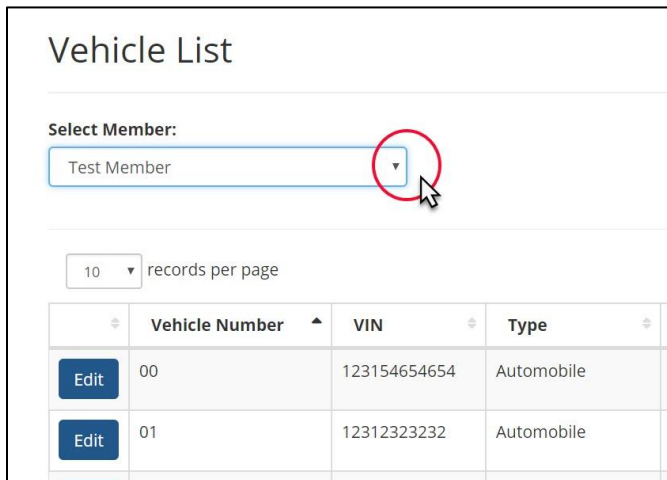 Vehicle List
Select Member:
Test Member
10 records per page
Vehicle Number VIN Type
Edit 00 123154654654 Automobile
Edit 01 12312323232 Automobile